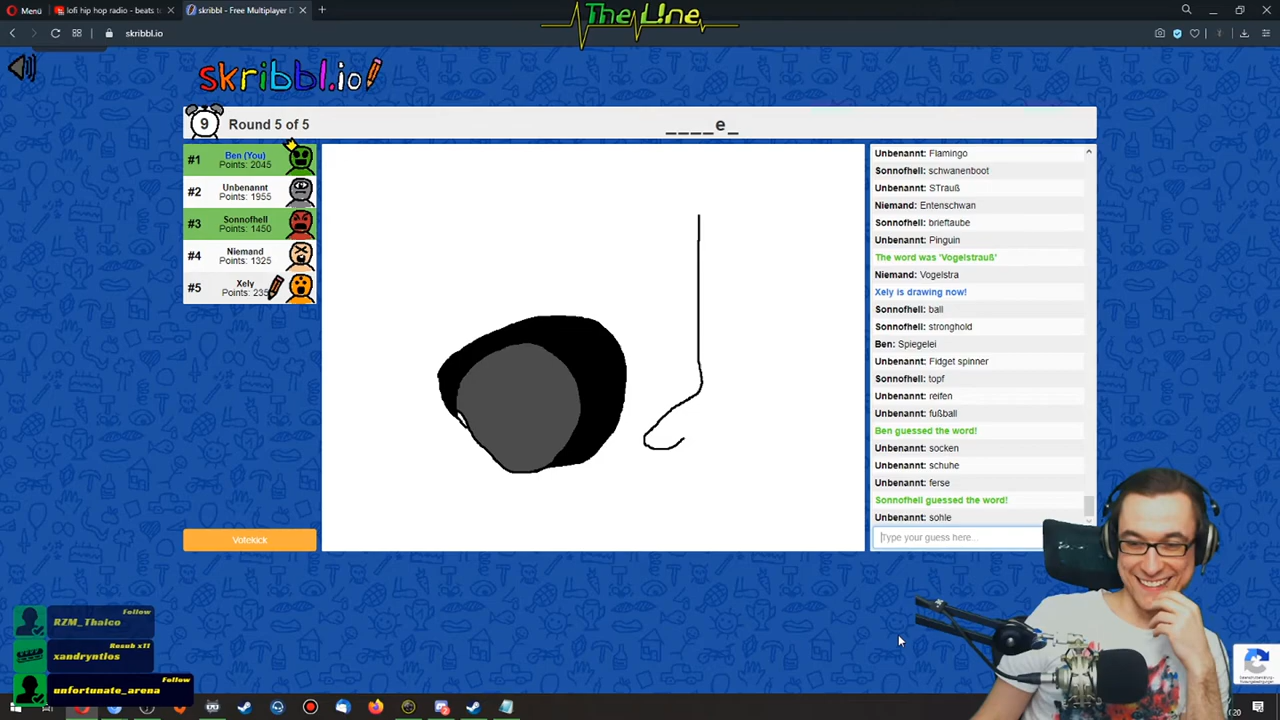 Menü
lofi hip hop radio - beats t
skribbl - Free Multiplayer D
The L!ne
skribbl.io
skribbl.io
9
Round 5 of 5
____e_
#1
Ben (You)
Points: 2045
#2
Unbenannt
Points: 1955
#3
Sonnofhell
Points: 1450
#4
Niemand
Points: 1325
#5
Xely
Points: 235
Votekick
Unbenannt: Flamingo
Sonnofhell: schwanenboot
Unbenannt: STrauß
Niemand: Entenschwan
Sonnofhell: brieftaube
Unbenannt: Pinguin
The word was 'Vogelstrauß'
Niemand: Vogelstra
Xely is drawing now!
Sonnofhell: ball
Sonnofhell: stronghold
Ben: Spiegelei
Unbenannt: Fidget spinner
Sonnofhell: topf
Unbenannt: reifen
Unbenannt: fußball
Ben guessed the word!
Unbenannt: socken
Unbenannt: schuhe
Unbenannt: ferse
Sonnofhell guessed the word!
Unbenannt: sohle
Type your guess here...
Follow
RZM_Thaico
Resub x11
xandryntios
Follow
unfortunate_arena